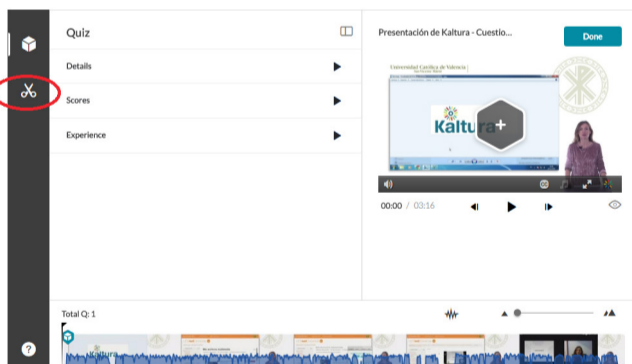 Quiz
Details
Scores
Experience
?
Presentación de Kaltura - Cuestio...
Done
Universidad Católica de Valencia
Kaltura
+
00:00 / 03:16
Total Q: 1
Kaltura